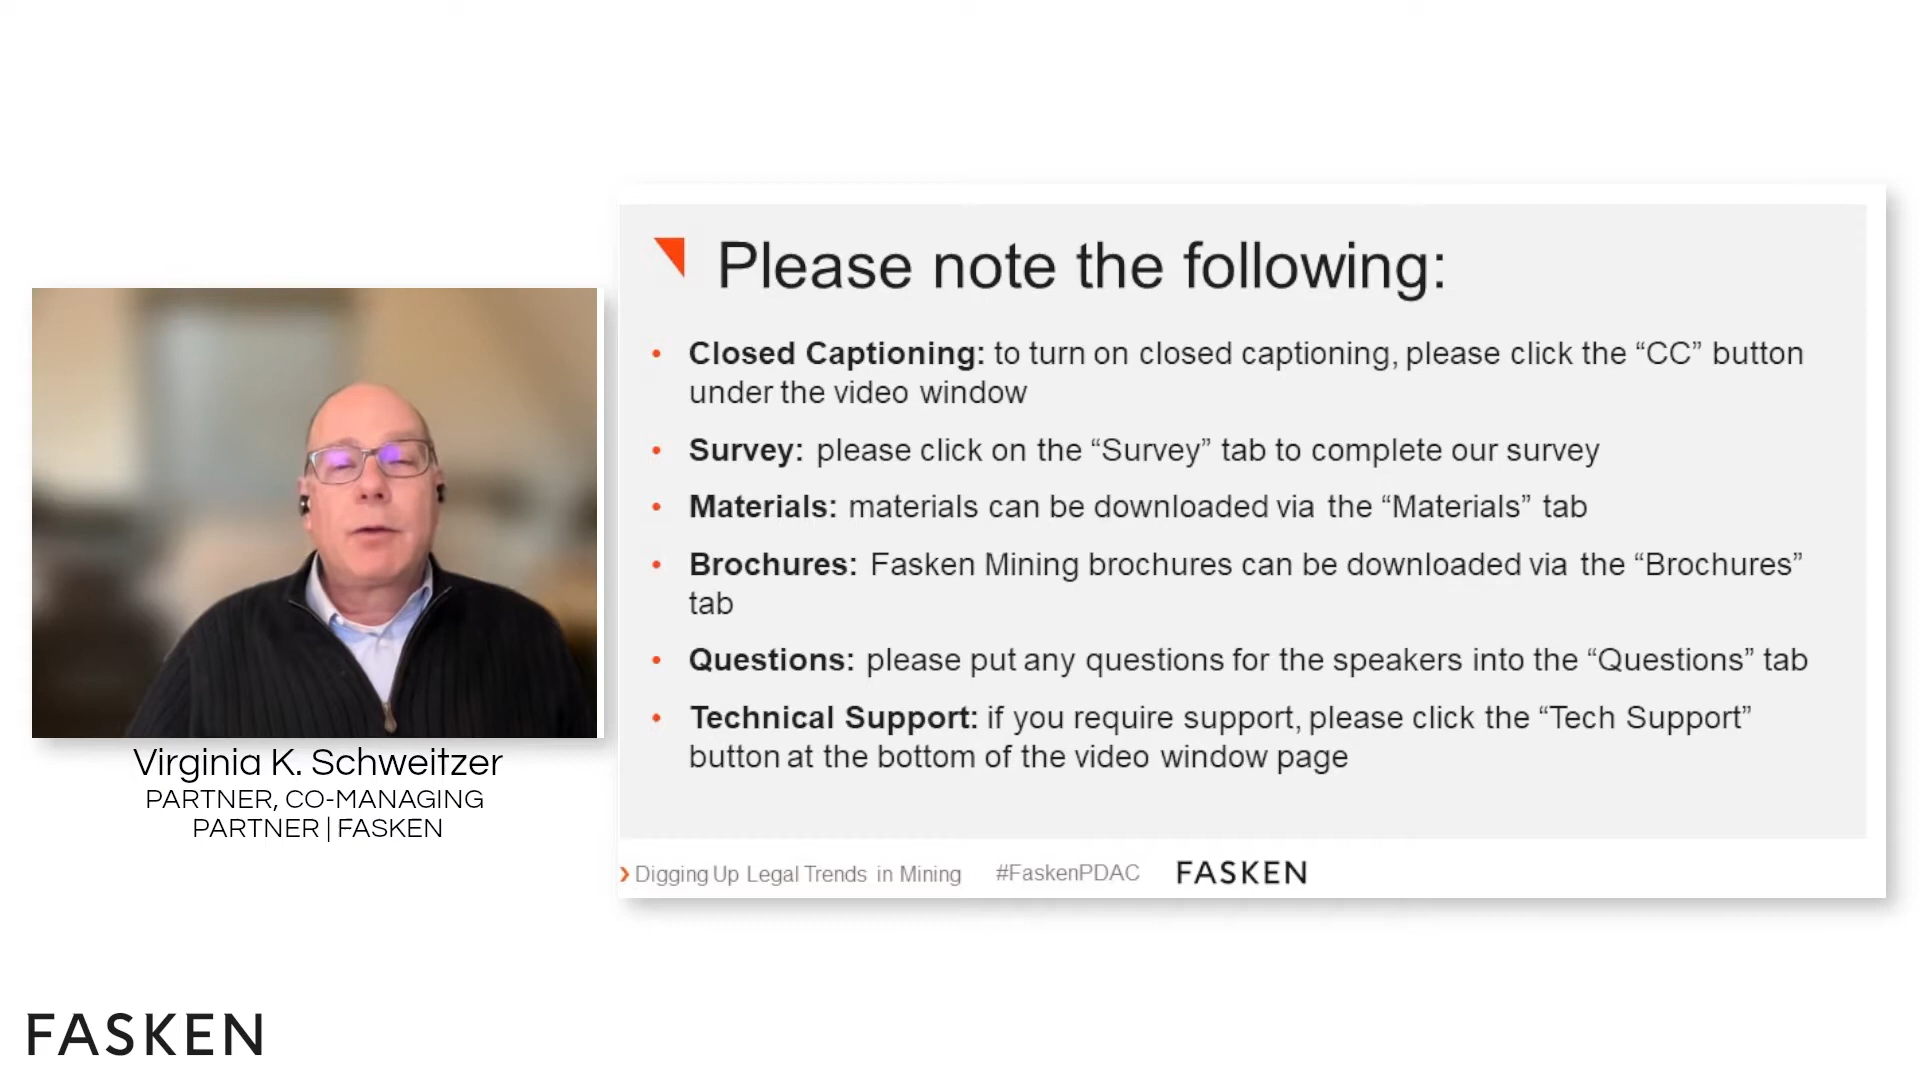 Please note the following:
• Closed Captioning: to turn on closed captioning, please click the “CC” button
under the video window
• Survey: please click on the “Survey” tab to complete our survey
• Materials: materials can be downloaded via the “Materials” tab
• Brochures: Fasken Mining brochures can be downloaded via the “Brochures”
tab
• Questions: please put any questions for the speakers into the “Questions” tab
• Technical Support: if you require support, please click the “Tech Support”
button at the bottom of the video window page
Digging Up Legal Trends in Mining #FaskenPDAC FASKEN
Virginia K. Schweitzer
PARTNER, CO-MANAGING
PARTNER | FASKEN
FASKEN